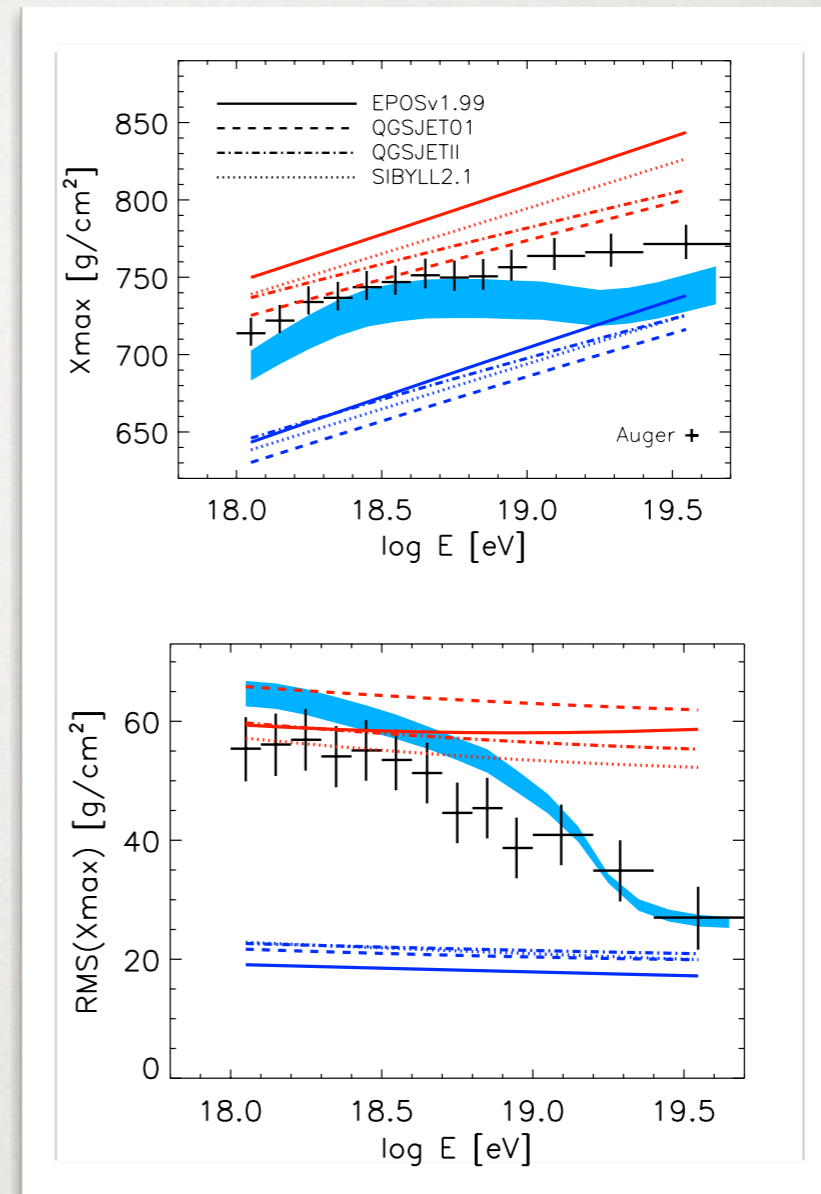 EPOSv1.99
QGSJET01
QGSJETII
SIBYLL2.1
Xmax [g/cm²]
850
800
750
700
650
Auger
18.0 18.5 19.0 19.5
log E [eV]
RMS(Xmax) [g/cm²]
60
40
20
0
18.0 18.5 19.0 19.5
log E [eV]